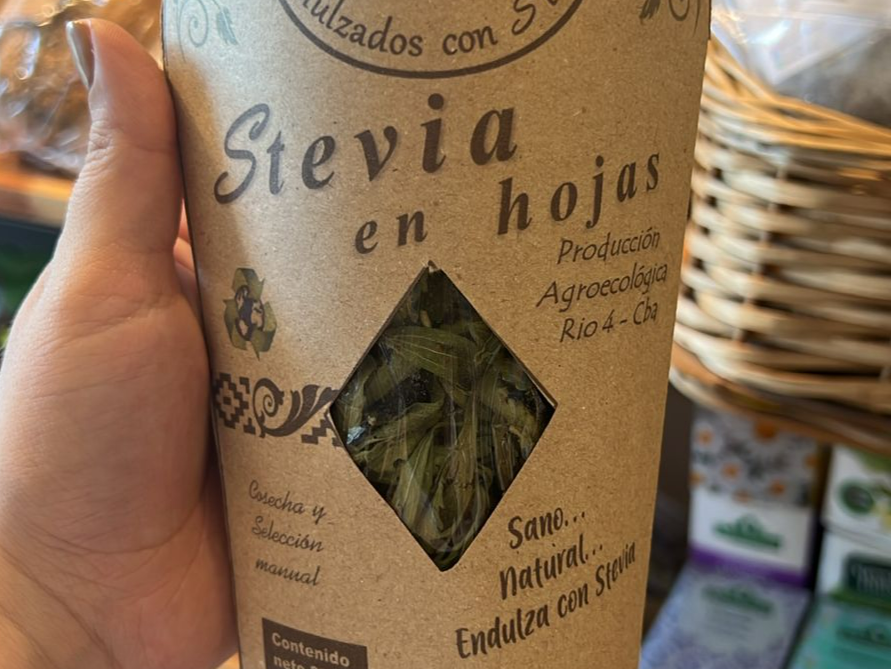 ulzados con S
Stevia
en hojas
Producción
Agroecológica
Rio 4 - Cba
Cosecha y
Selección
manual
Sano...
Natural...
Endulza con Stevia
Contenido
neto